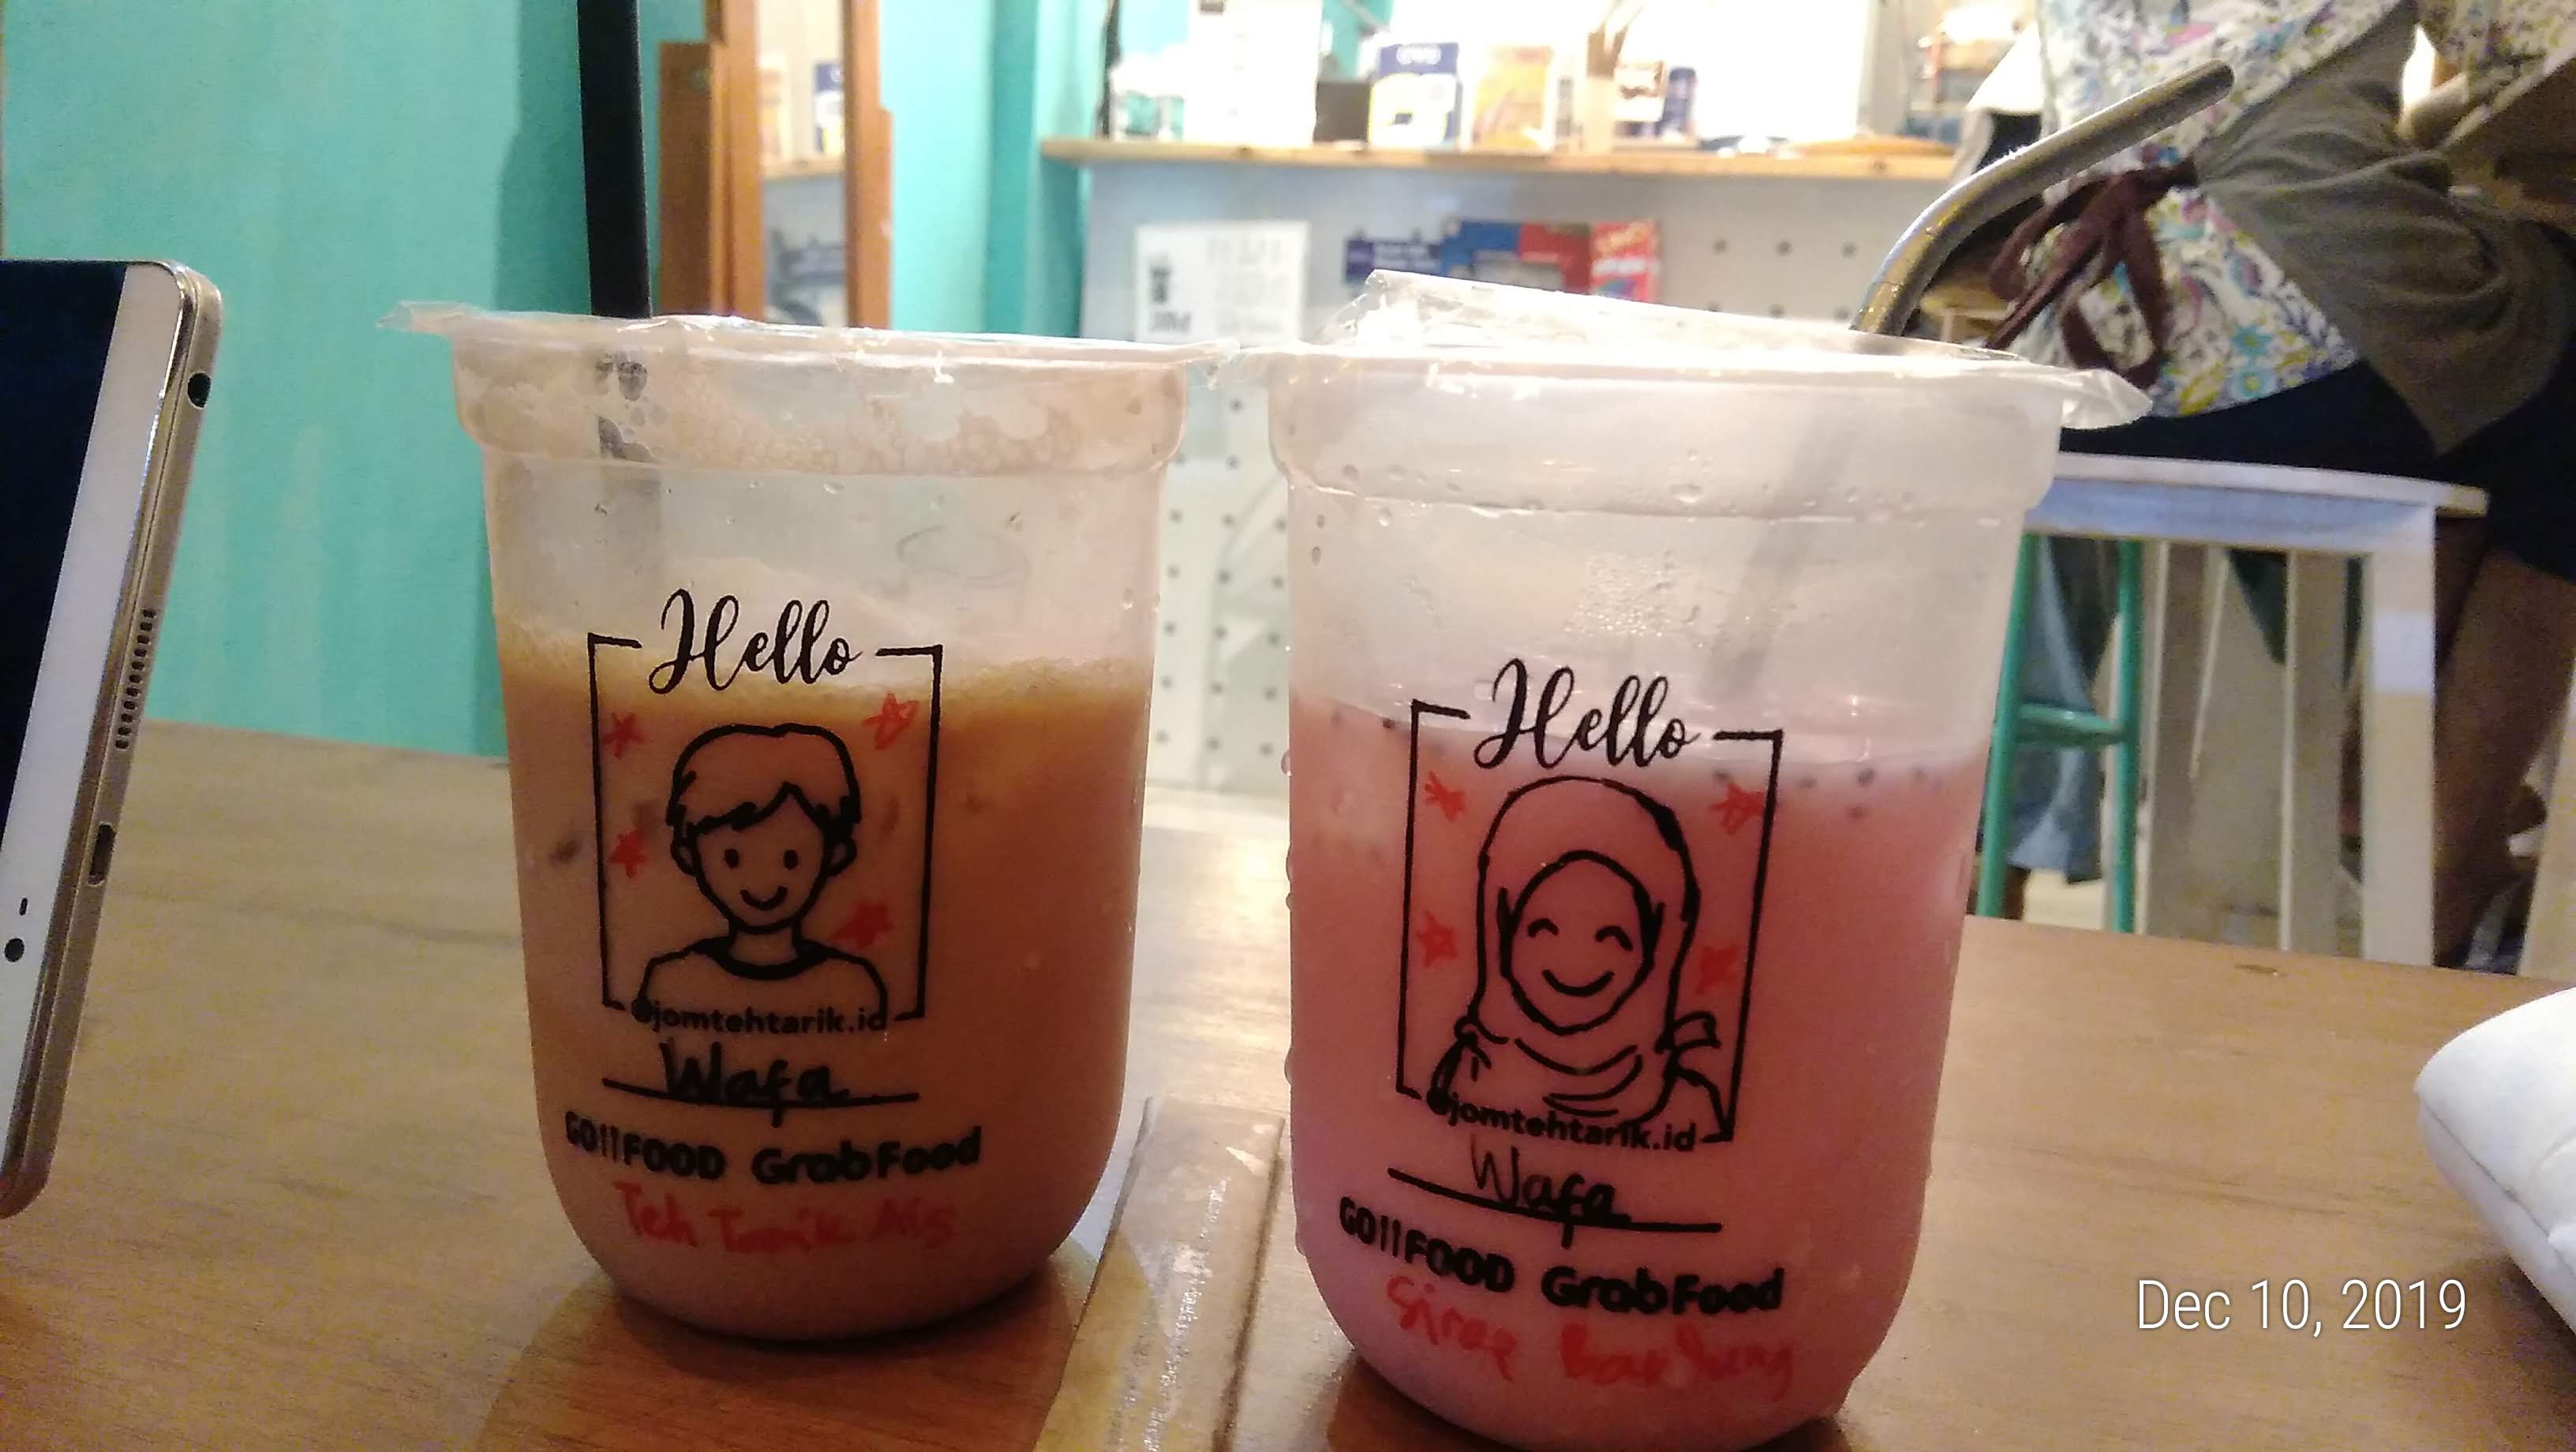 Hello
@jomtehtarik.id
Wafa
GO FOOD GrabFood
Teh Tarik Ais
Hello
@jomtehtarik.id
Wafa
GO FOOD GrabFood
Sirap Bandung
Dec 10, 2019